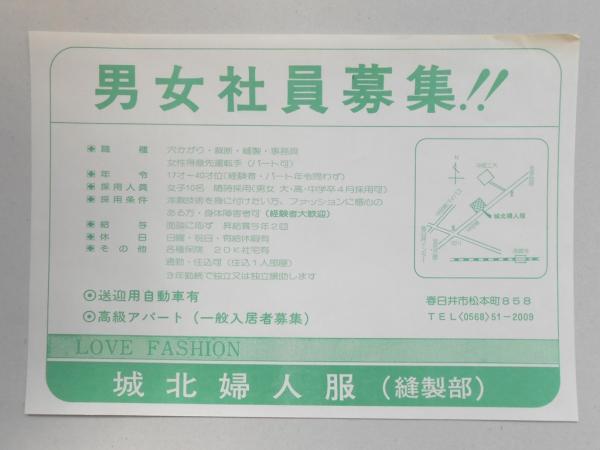 男女社員募集!!
◉職種 穴かがり・裁断・縫製・事務員
女性得意先運転手（パート可）
◉年令 17才～40才位（経験者・パート年令問わず）
◉採用人員 女子10名 随時採用（男女 大・高・中学卒4月採用可）
◉採用条件 洋裁技術を身に付けたい方、ファッションに感心の
ある方・身体障害者可（経験者大歓迎）
◉給与 面談に応ず 昇給賞与年2回
◉休日 日曜・祝日・有給休暇有
◉その他 各種保険 2DK社宅有
通勤・住込可（住込1人部屋）
3年勤続で独立又は独立援助します
◉送迎用自動車有
◉高級アパート（一般入居者募集）
N
城北婦人服
春日井市松本町858
TEL〈0568〉51-2009
LOVE FASHION
城北婦人服（縫製部）